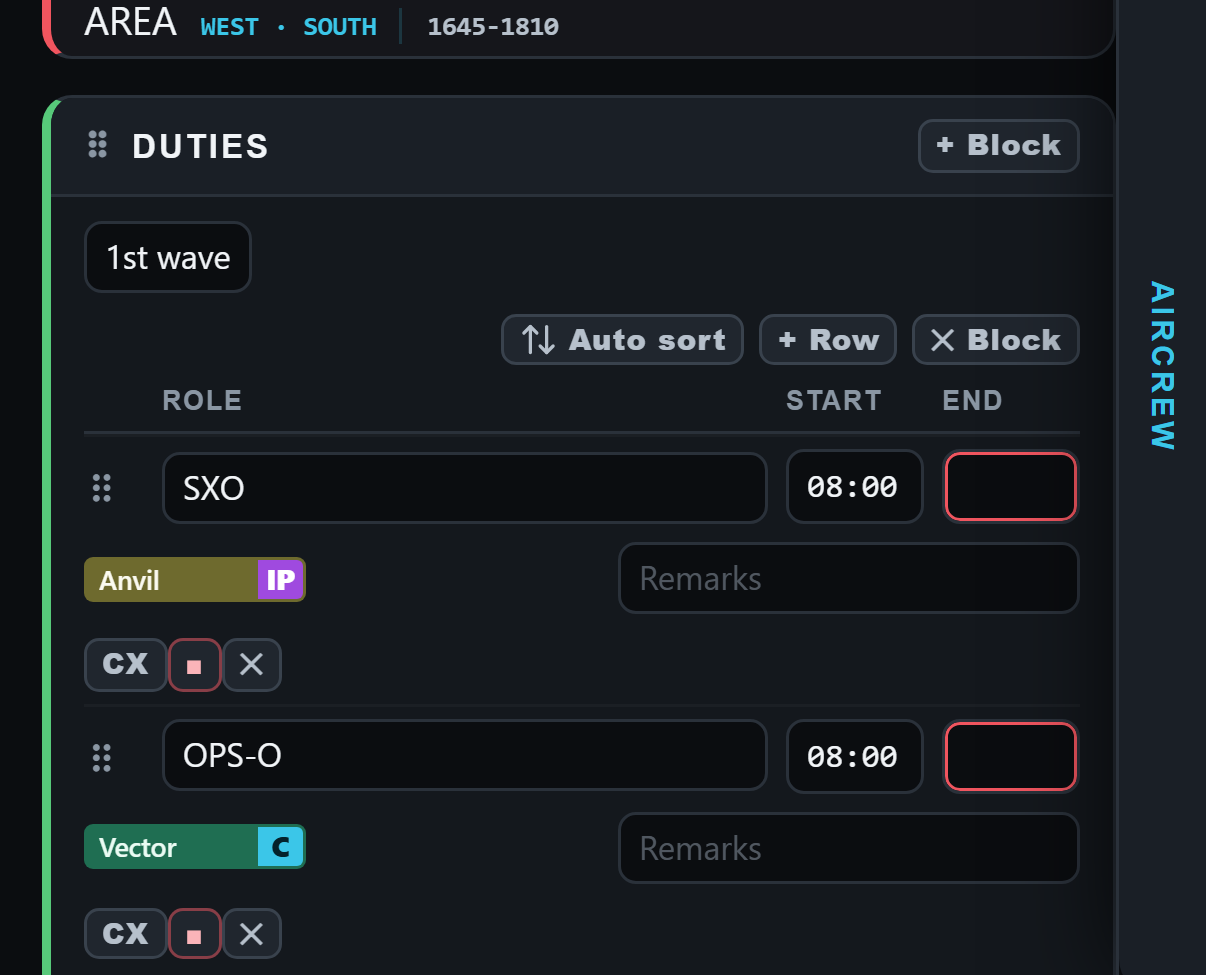 AREA WEST · SOUTH 1645-1810
DUTIES + Block
1st wave
Auto sort + Row × Block
ROLE START END
SXO 08:00
Anvil IP Remarks
CX
OPS-O 08:00
Vector C Remarks
CX
AIRCREW